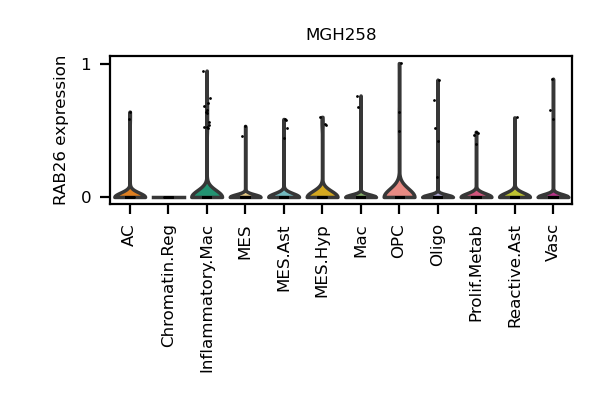 MGH258
RAB26 expression
1
0
AC
Chromatin.Reg
Inflammatory.Mac
MES
MES.Ast
MES.Hyp
Mac
OPC
Oligo
Prolif.Metab
Reactive.Ast
Vasc